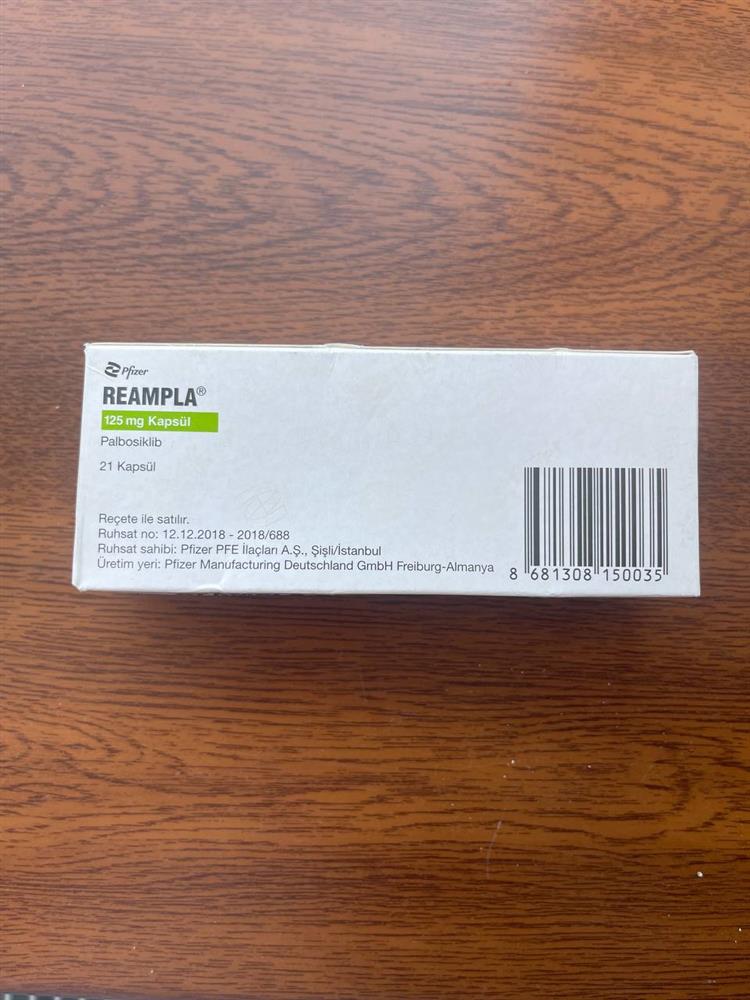 Pfizer
REAMPLA®
125 mg Kapsül
Palbosiklib
21 Kapsül
Reçete ile satılır.
Ruhsat no: 12.12.2018 - 2018/688
Ruhsat sahibi: Pfizer PFE İlaçları A.Ş., Şişli/İstanbul
Üretim yeri: Pfizer Manufacturing Deutschland GmbH Freiburg-Almanya
8 681308 150035